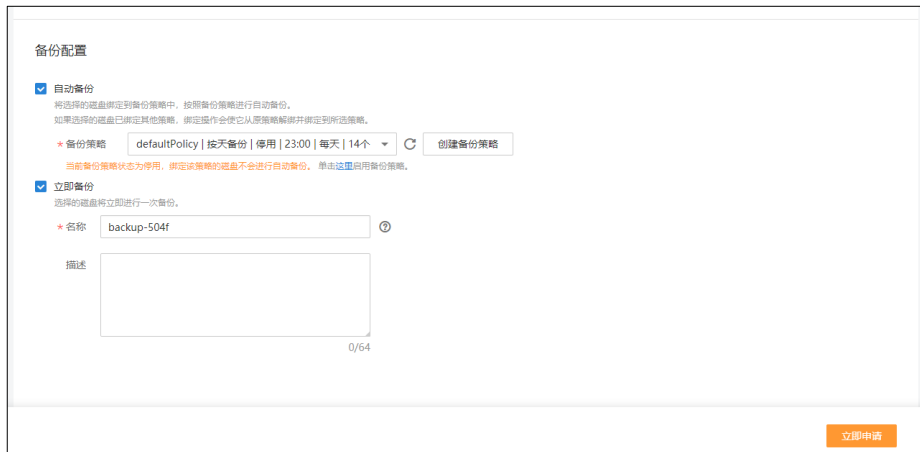 备份配置
自动备份
将选择的磁盘绑定到备份策略中，按照备份策略进行自动备份。
如果选择的磁盘已绑定其他策略，绑定操作会使它从原策略解绑并绑定到所选策略。
* 备份策略 defaultPolicy | 按天备份 | 停用 | 23:00 | 每天 | 14个 创建备份策略
当前备份策略状态为停用，绑定该策略的磁盘不会进行自动备份。 单击这里启用备份策略。
立即备份
选择的磁盘将立即进行一次备份。
* 名称 backup-504f
描述
0/64
立即申请